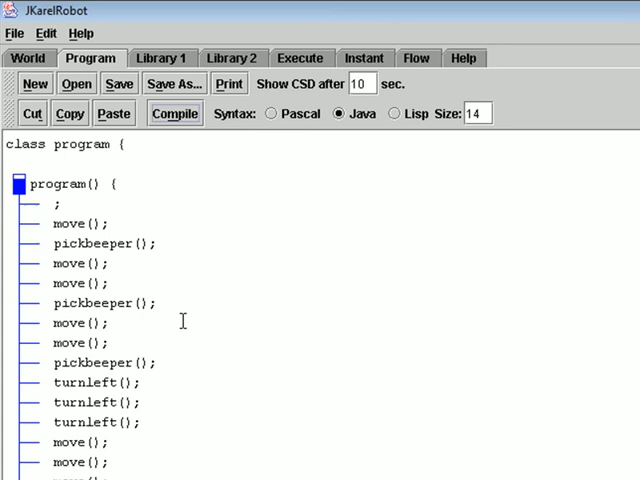 JKarelRobot
File Edit Help
World Program Library 1 Library 2 Execute Instant Flow Help
New Open Save Save As... Print Show CSD after 10 sec.
Cut Copy Paste Compile Syntax: Pascal Java Lisp Size: 14
class program {
program() {
;
move();
pickbeeper();
move();
move();
pickbeeper();
move();
move();
pickbeeper();
turnleft();
turnleft();
turnleft();
move();
move();